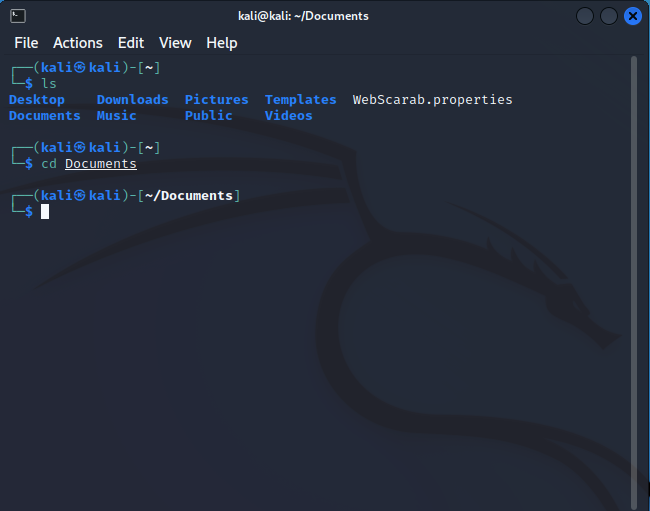 kali@kali: ~/Documents
File Actions Edit View Help
┌──(kali㉿kali)-[~]
└─$ ls
Desktop Downloads Pictures Templates WebScarab.properties
Documents Music Public Videos
┌──(kali㉿kali)-[~]
└─$ cd Documents
┌──(kali㉿kali)-[~/Documents]
└─$